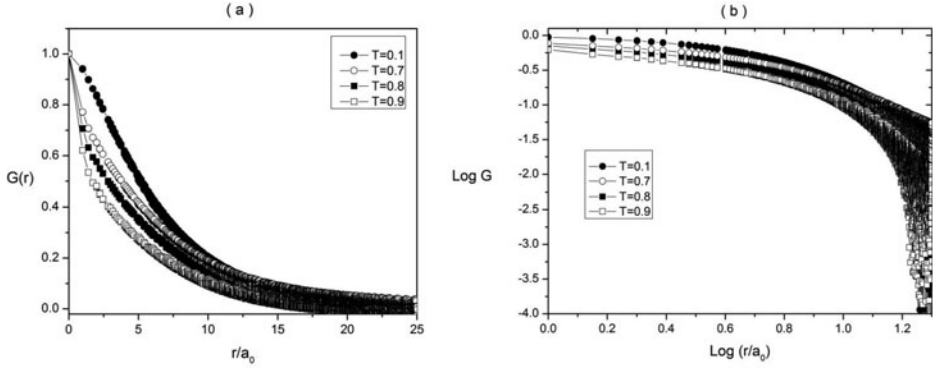 ( a )
1.0
0.8
0.6
0.4
0.2
0.0
G(r)
T=0.1
T=0.7
T=0.8
T=0.9
0 5 10 15 20 25
r/a₀
( b )
0.0
-0.5
-1.0
-1.5
-2.0
-2.5
-3.0
-3.5
-4.0
Log G
T=0.1
T=0.7
T=0.8
T=0.9
0.0 0.2 0.4 0.6 0.8 1.0 1.2
Log (r/a₀)